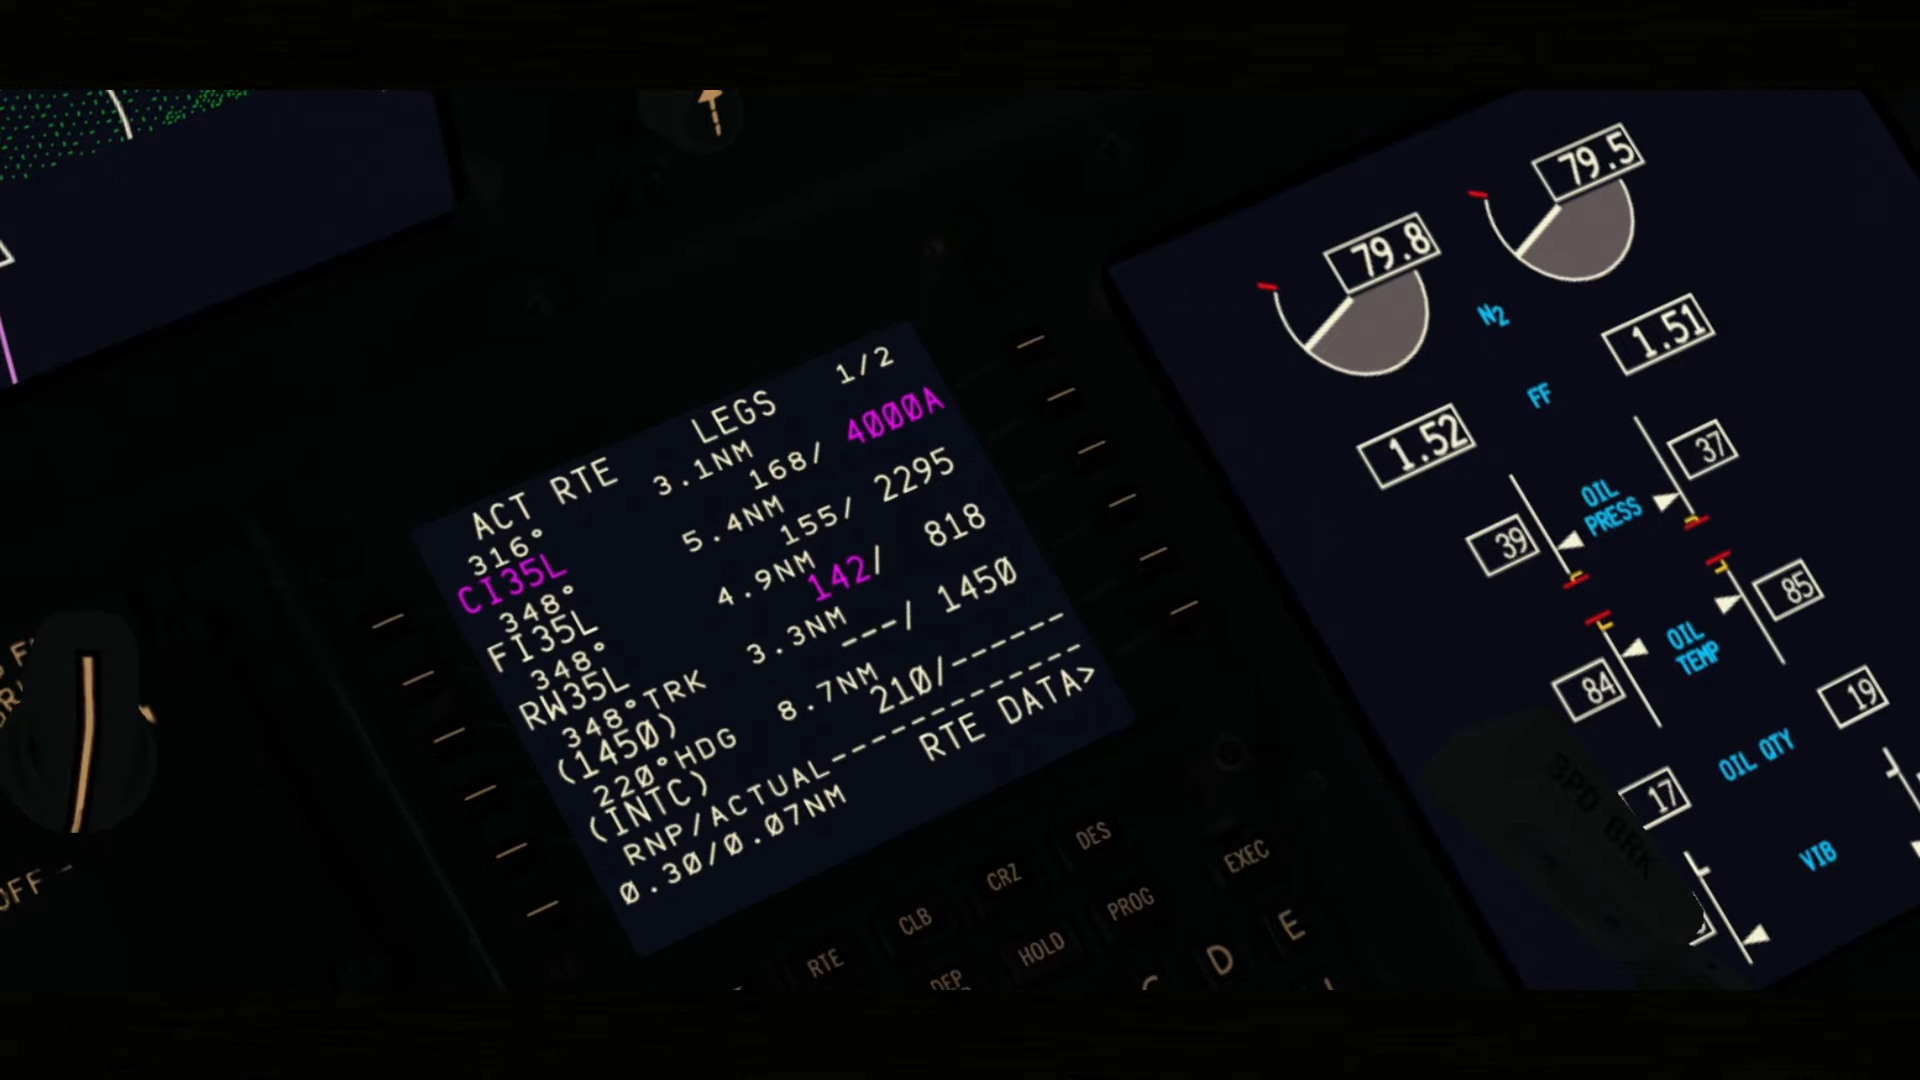 ACT RTE LEGS 1/2
316° 3.1NM
CI35L 168/ 4000A
348° 5.4NM
FI35L 155/ 2295
348° 4.9NM
RW35L 142/ 818
348°TRK 3.3NM
(1450) ---/ 1450
220°HDG 8.7NM
(INTC) 210/------
RNP/ACTUAL----------------
0.30/0.07NM RTE DATA>
RTE CLB CRZ DES
DEP HOLD PROG EXEC
C D E
OFF
79.8 79.5
N2
1.52 FF 1.51
39 OIL PRESS 37
84 OIL TEMP 85
17 OIL QTY 19
VIB
SPD BRK